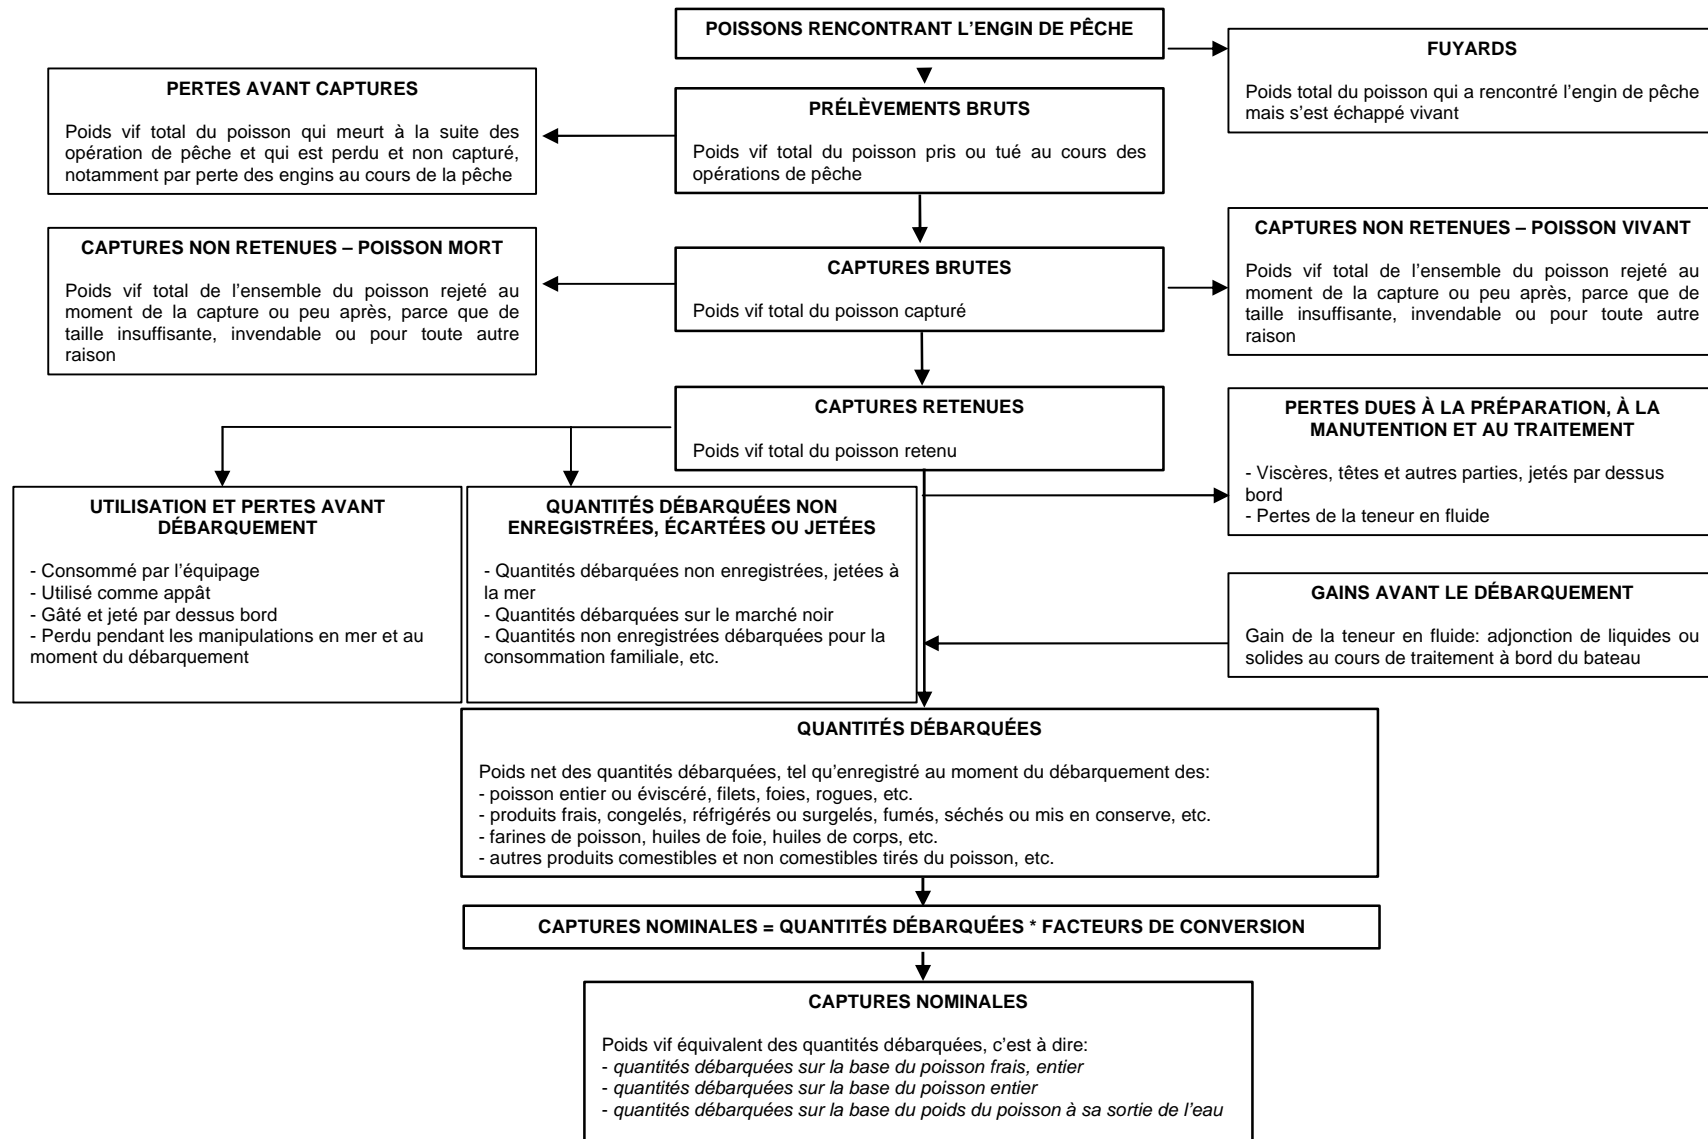 POISSONS RENCONTRANT L'ENGIN DE PÊCHE
FUYARDS
Poids total du poisson qui a rencontré l'engin de pêche
mais s'est échappé vivant
PERTES AVANT CAPTURES
Poids vif total du poisson qui meurt à la suite des
opération de pêche et qui est perdu et non capturé,
notamment par perte des engins au cours de la pêche
PRÉLÈVEMENTS BRUTS
Poids vif total du poisson pris ou tué au cours des
opérations de pêche
CAPTURES NON RETENUES – POISSON MORT
Poids vif total de l'ensemble du poisson rejeté au
moment de la capture ou peu après, parce que de
taille insuffisante, invendable ou pour toute autre
raison
CAPTURES BRUTES
Poids vif total du poisson capturé
CAPTURES NON RETENUES – POISSON VIVANT
Poids vif total de l'ensemble du poisson rejeté au
moment de la capture ou peu après, parce que de
taille insuffisante, invendable ou pour toute autre
raison
CAPTURES RETENUES
Poids vif total du poisson retenu
PERTES DUES À LA PRÉPARATION, À LA
MANUTENTION ET AU TRAITEMENT
- Viscères, têtes et autres parties, jetés par dessus
bord
- Pertes de la teneur en fluide
UTILISATION ET PERTES AVANT
DÉBARQUEMENT
- Consommé par l'équipage
- Utilisé comme appât
- Gâté et jeté par dessus bord
- Perdu pendant les manipulations en mer et au
moment du débarquement
QUANTITÉS DÉBARQUÉES NON
ENREGISTRÉES, ÉCARTÉES OU JETÉES
- Quantités débarquées non enregistrées, jetées à
la mer
- Quantités débarquées sur le marché noir
- Quantités non enregistrées débarquées pour la
consommation familiale, etc.
GAINS AVANT LE DÉBARQUEMENT
Gain de la teneur en fluide: adjonction de liquides ou
solides au cours de traitement à bord du bateau
QUANTITÉS DÉBARQUÉES
Poids net des quantités débarquées, tel qu'enregistré au moment du débarquement des:
- poisson entier ou éviscéré, filets, foies, rogues, etc.
- produits frais, congelés, réfrigérés ou surgelés, fumés, séchés ou mis en conserve, etc.
- farines de poisson, huiles de foie, huiles de corps, etc.
- autres produits comestibles et non comestibles tirés du poisson, etc.
CAPTURES NOMINALES = QUANTITÉS DÉBARQUÉES * FACTEURS DE CONVERSION
CAPTURES NOMINALES
Poids vif équivalent des quantités débarquées, c'est à dire:
- quantités débarquées sur la base du poisson frais, entier
- quantités débarquées sur la base du poisson entier
- quantités débarquées sur la base du poids du poisson à sa sortie de l'eau